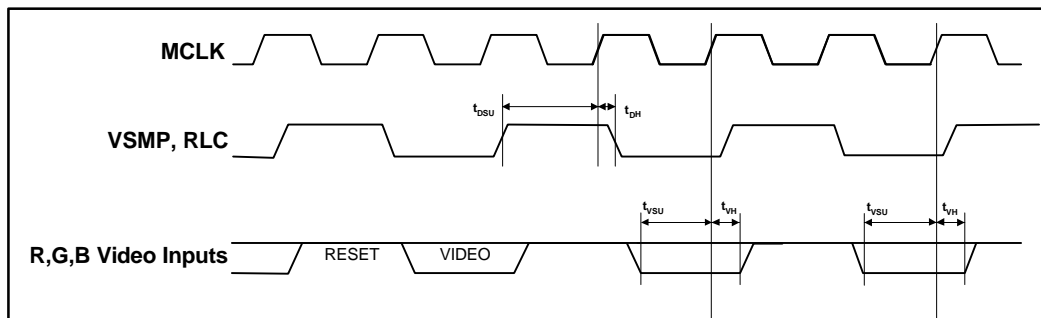 MCLK
tDSU
tDH
VSMP, RLC
tVSU
tVH
tVSU
tVH
R,G,B Video Inputs
RESET
VIDEO